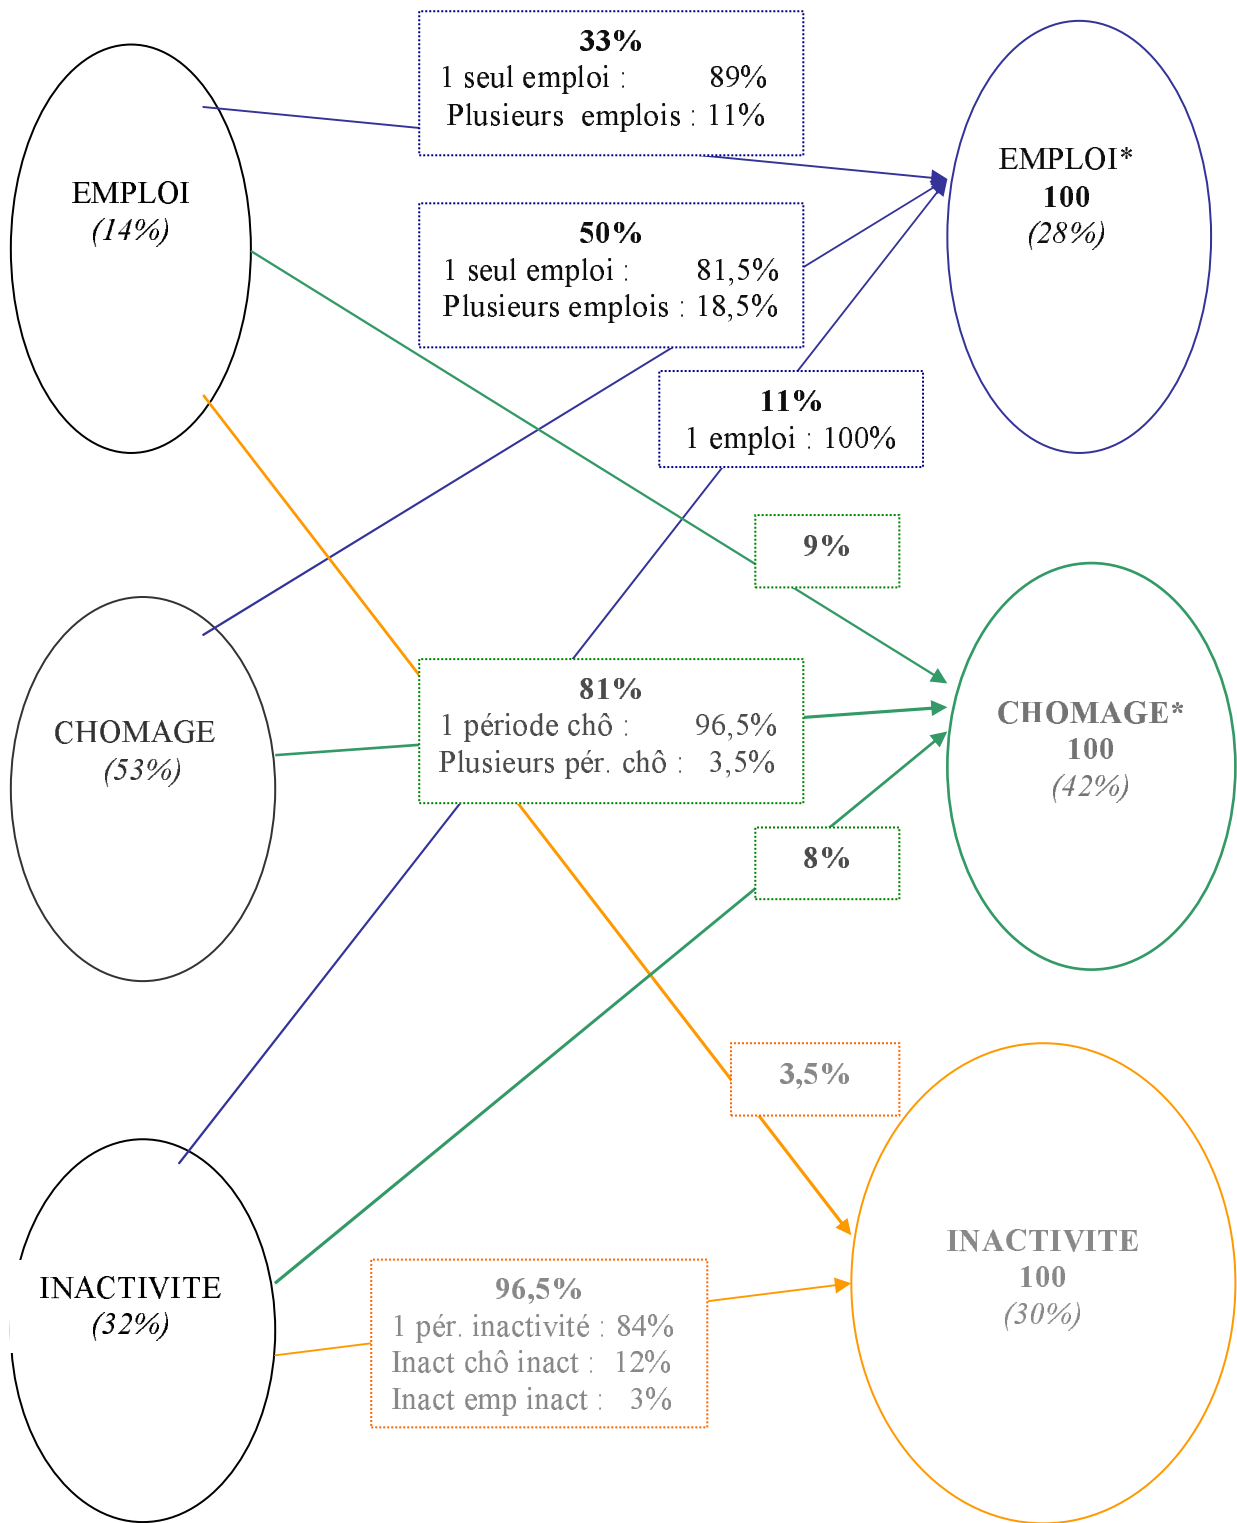 33%
1 seul emploi : 89%
Plusieurs emplois : 11%
EMPLOI
(14%)
EMPLOI*
100
(28%)
50%
1 seul emploi : 81,5%
Plusieurs emplois : 18,5%
11%
1 emploi : 100%
9%
CHOMAGE
(53%)
81%
1 période chô : 96,5%
Plusieurs pér. chô : 3,5%
CHOMAGE*
100
(42%)
8%
3,5%
INACTIVITE
(32%)
96,5%
1 pér. inactivité : 84%
Inact chô inact : 12%
Inact emp inact : 3%
INACTIVITE
100
(30%)